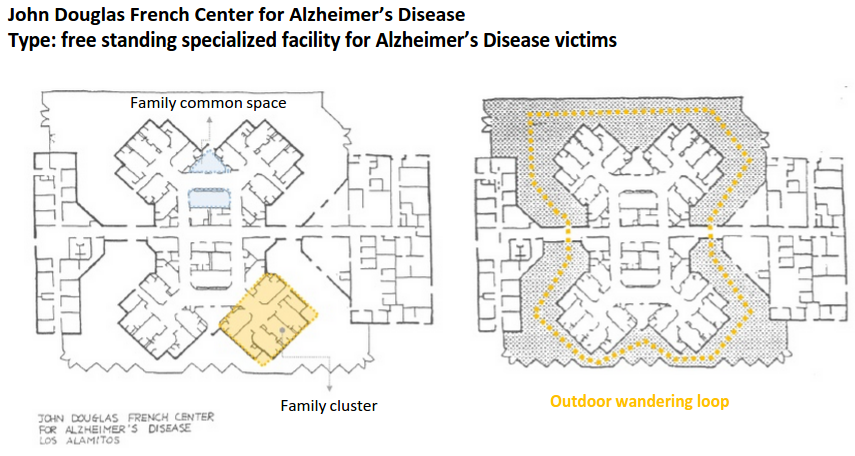 John Douglas French Center for Alzheimer’s Disease
Type: free standing specialized facility for Alzheimer’s Disease victims
Family common space
Family cluster
Outdoor wandering loop
JOHN DOUGLAS FRENCH CENTER
FOR ALZHEIMER'S DISEASE
LOS ALAMITOS